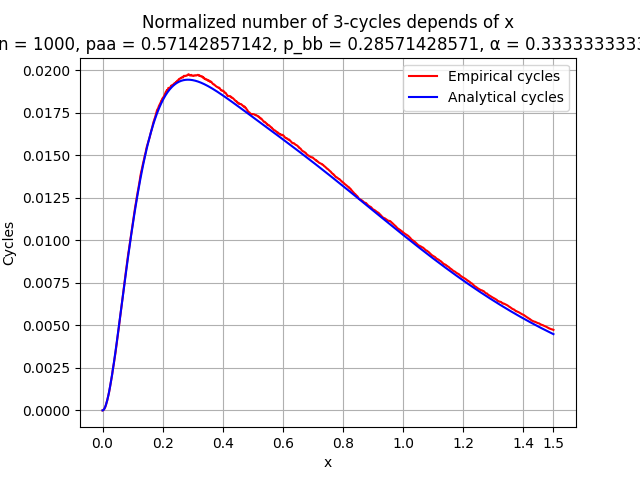 Normalized number of 3-cycles depends of x
n = 1000, paa = 0.57142857142, p_bb = 0.28571428571, α = 0.3333333333
Empirical cycles
Analytical cycles
0.0200
0.0175
0.0150
0.0125
0.0100
0.0075
0.0050
0.0025
0.0000
Cycles
0.0 0.2 0.4 0.6 0.8 1.0 1.2 1.4 1.5
x